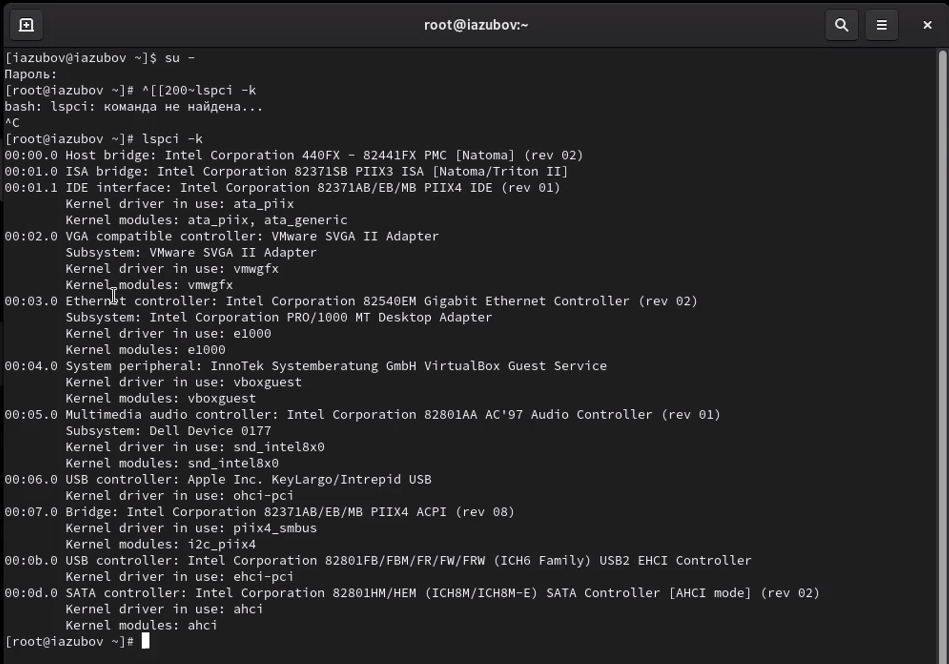 root@iazubov:~
[iazubov@iazubov ~]$ su -
Пароль:
[root@iazubov ~]# ^[[200~lspci -k
bash: lspci: команда не найдена...
^C
[root@iazubov ~]# lspci -k
00:00.0 Host bridge: Intel Corporation 440FX - 82441FX PMC [Natoma] (rev 02)
00:01.0 ISA bridge: Intel Corporation 82371SB PIIX3 ISA [Natoma/Triton II]
00:01.1 IDE interface: Intel Corporation 82371AB/EB/MB PIIX4 IDE (rev 01)
Kernel driver in use: ata_piix
Kernel modules: ata_piix, ata_generic
00:02.0 VGA compatible controller: VMware SVGA II Adapter
Subsystem: VMware SVGA II Adapter
Kernel driver in use: vmwgfx
Kernel modules: vmwgfx
00:03.0 Ethernet controller: Intel Corporation 82540EM Gigabit Ethernet Controller (rev 02)
Subsystem: Intel Corporation PRO/1000 MT Desktop Adapter
Kernel driver in use: e1000
Kernel modules: e1000
00:04.0 System peripheral: InnoTek Systemberatung GmbH VirtualBox Guest Service
Kernel driver in use: vboxguest
Kernel modules: vboxguest
00:05.0 Multimedia audio controller: Intel Corporation 82801AA AC'97 Audio Controller (rev 01)
Subsystem: Dell Device 0177
Kernel driver in use: snd_intel8x0
Kernel modules: snd_intel8x0
00:06.0 USB controller: Apple Inc. KeyLargo/Intrepid USB
Kernel driver in use: ohci-pci
00:07.0 Bridge: Intel Corporation 82371AB/EB/MB PIIX4 ACPI (rev 08)
Kernel driver in use: piix4_smbus
Kernel modules: i2c_piix4
00:0b.0 USB controller: Intel Corporation 82801FB/FBM/FR/FW/FRW (ICH6 Family) USB2 EHCI Controller
Kernel driver in use: ehci-pci
00:0d.0 SATA controller: Intel Corporation 82801HM/HEM (ICH8M/ICH8M-E) SATA Controller [AHCI mode] (rev 02)
Kernel driver in use: ahci
Kernel modules: ahci
[root@iazubov ~]#